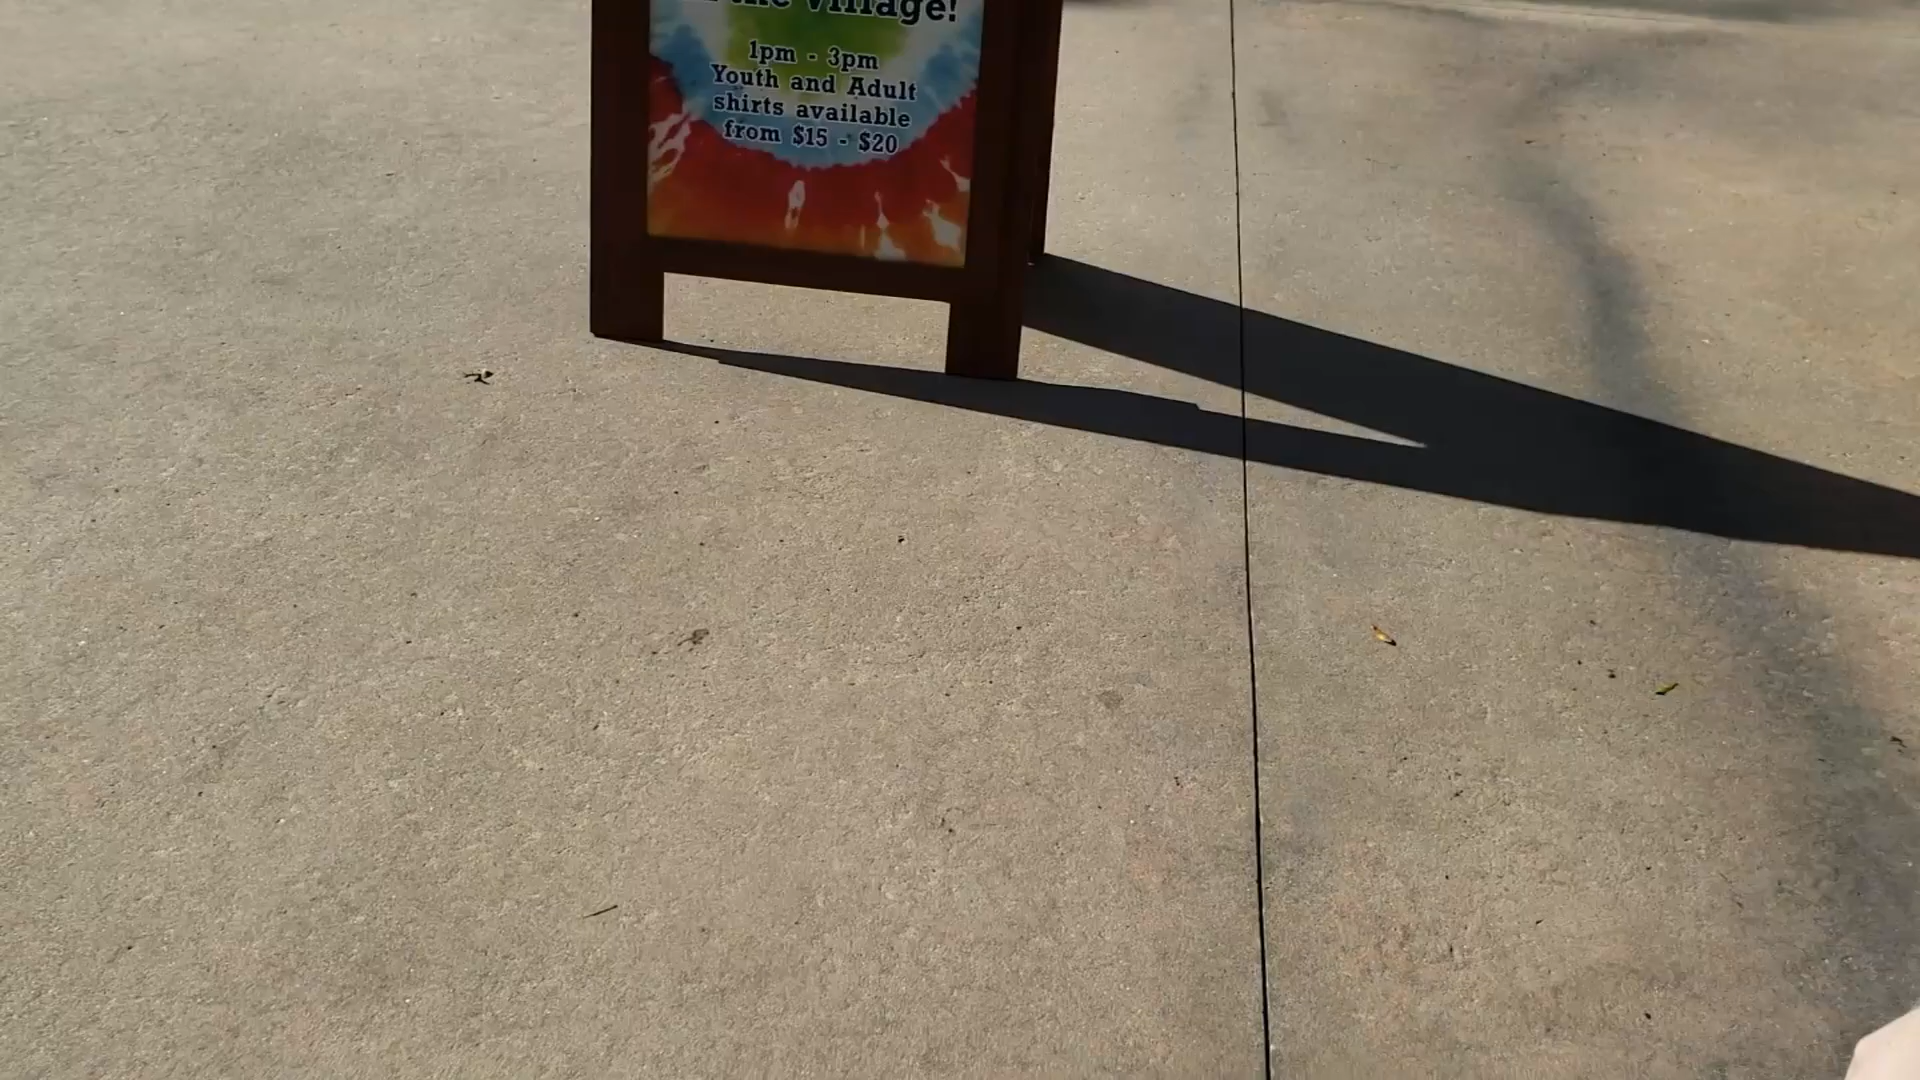 the Village!
1pm - 3pm
Youth and Adult
shirts available
from $15 - $20